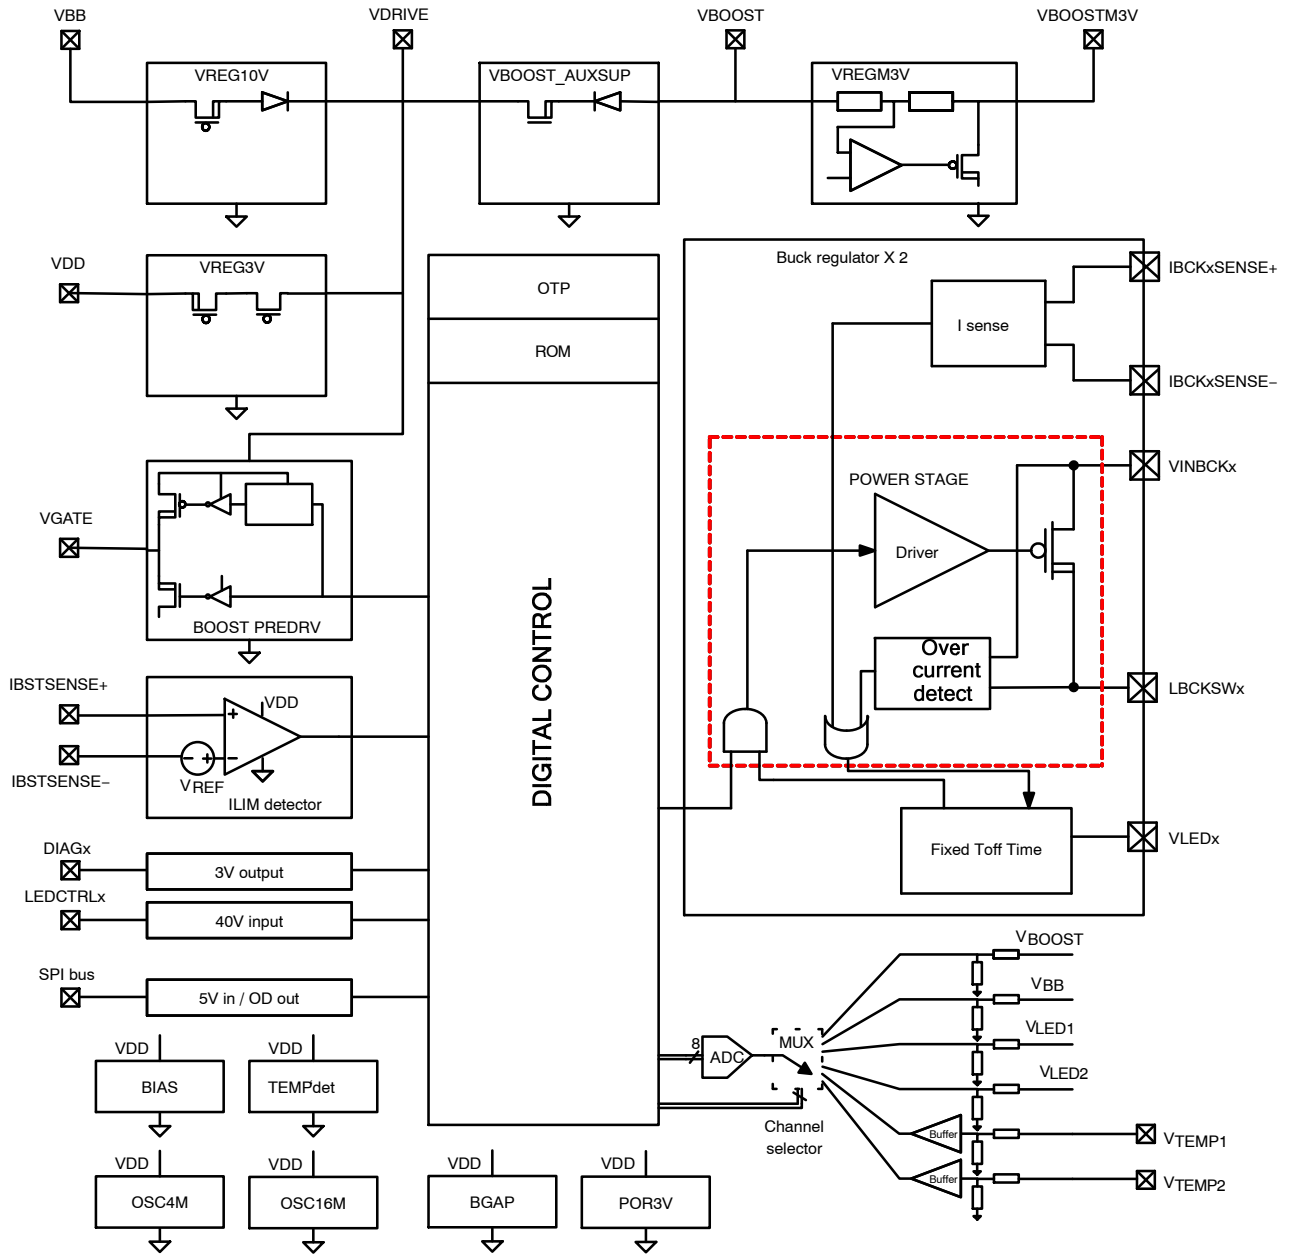 VBB
VDRIVE
VBOOST
VBOOSTM3V
VREG10V
VBOOST_AUXSUP
VREGM3V
VDD
VREG3V
OTP
ROM
Buck regulator X 2
IBCKxSENSE+
I sense
IBCKxSENSE−
VINBCKx
POWER STAGE
Driver
VGATE
BOOST PREDRV
Over
current
detect
LBCKSWx
DIGITAL CONTROL
IBSTSENSE+
VDD
+
− +
−
VREF
IBSTSENSE−
ILIM detector
Fixed Toff Time
VLEDx
DIAGx
3V output
LEDCTRLx
40V input
SPI bus
5V in / OD out
VBOOST
VBB
VLED1
VLED2
8
ADC
MUX
Channel
selector
Buffer
VTEMP1
Buffer
VTEMP2
VDD
BIAS
VDD
TEMPdet
VDD
OSC4M
VDD
OSC16M
VDD
BGAP
VDD
POR3V